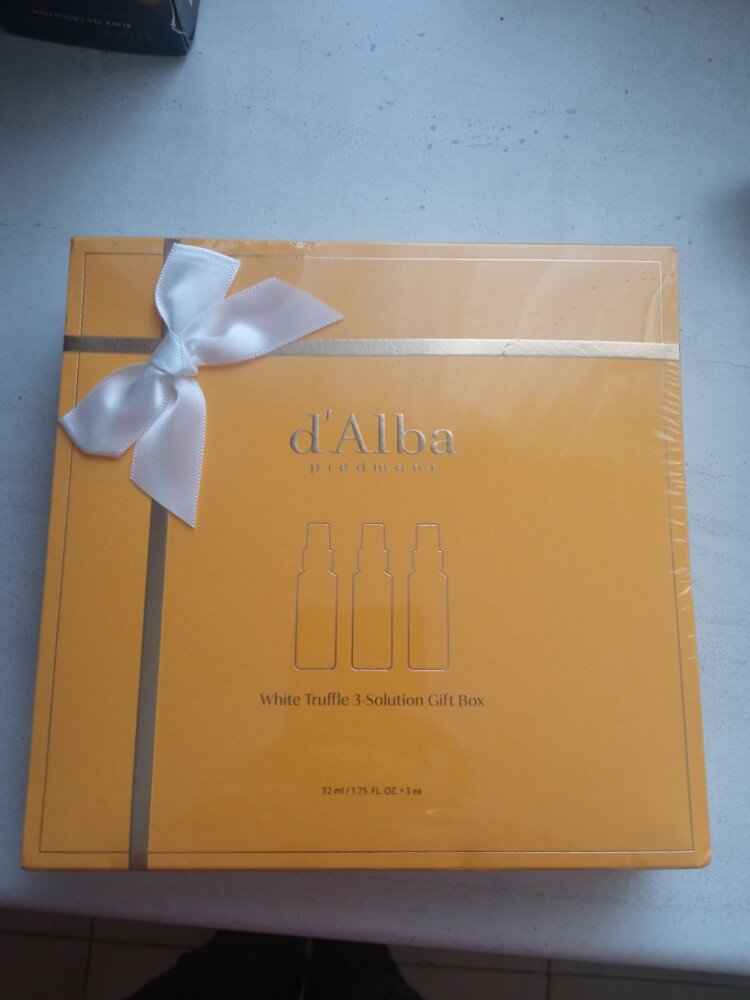 d'Alba
piedmont
White Truffle 3-Solution Gift Box
52 ml / 1.75 FL. OZ. * 3 ea